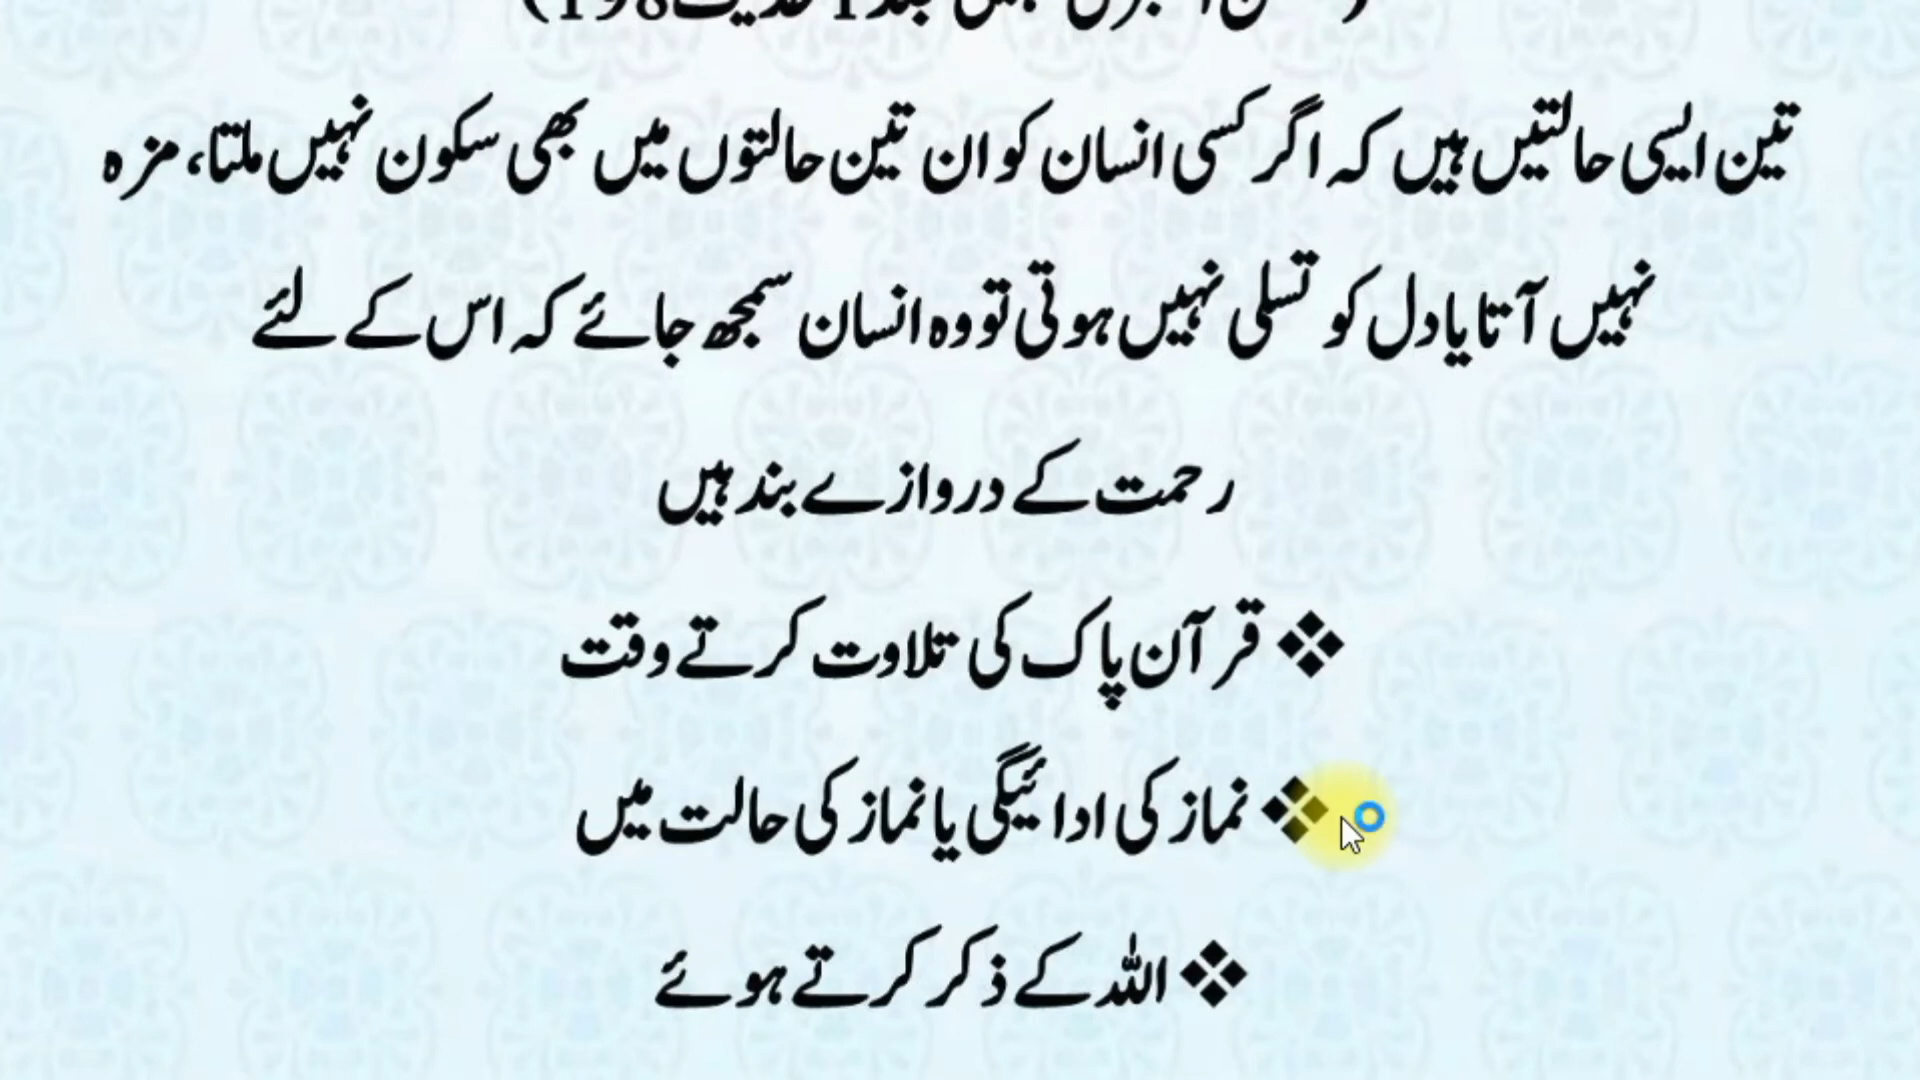 جلد1 حدیث198)
تین ایسی حالتیں ہیں کہ اگر کسی انسان کو ان تین حالتوں میں بھی سکون نہیں ملتا، مزہ
نہیں آتا یا دل کو تسلی نہیں ہوتی تو وہ انسان سمجھ جائے کہ اس کے لئے
رحمت کے دروازے بند ہیں
❖ قرآن پاک کی تلاوت کرتے وقت
❖ نماز کی ادائیگی یا نماز کی حالت میں
❖ اللہ کے ذکر کرتے ہوئے